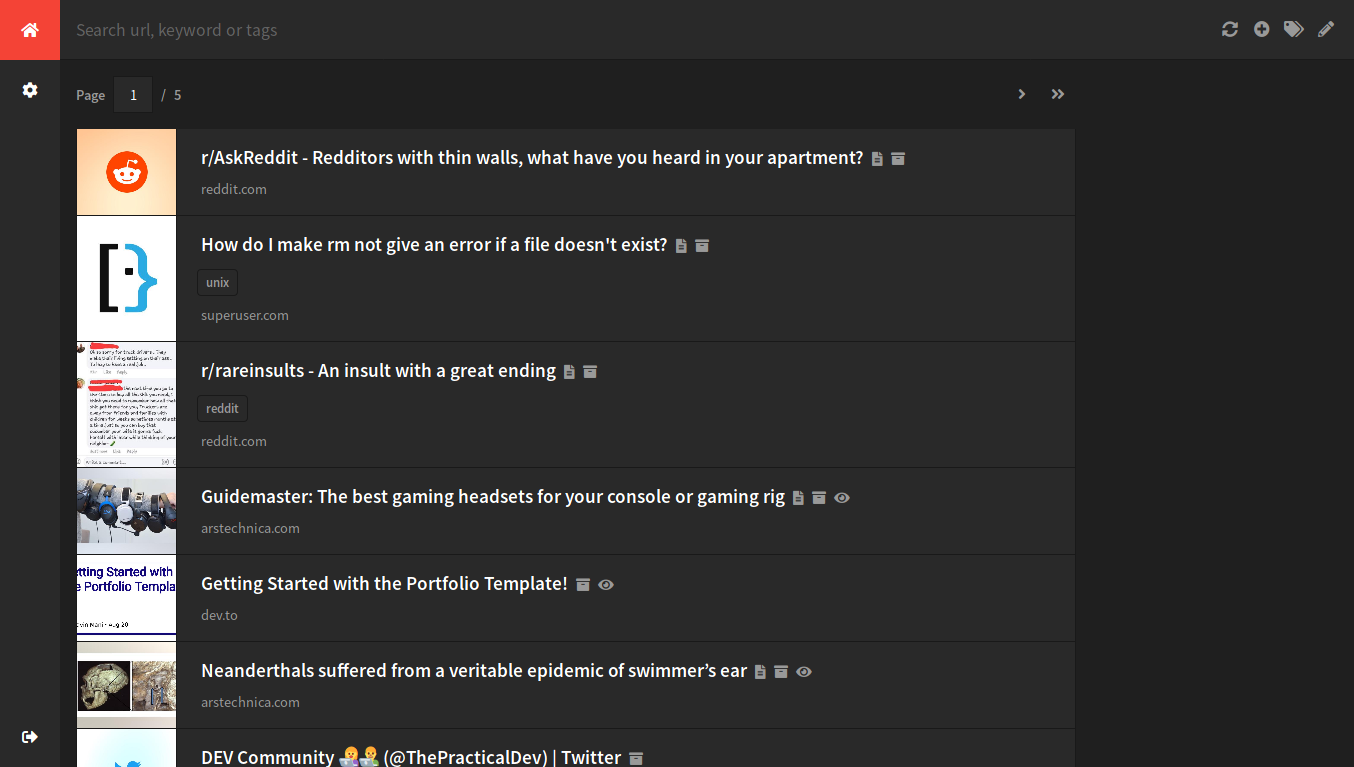 Search url, keyword or tags
Page 1 / 5
r/AskReddit - Redditors with thin walls, what have you heard in your apartment?
reddit.com
How do I make rm not give an error if a file doesn't exist?
unix
superuser.com
r/rareinsults - An insult with a great ending
reddit
reddit.com
Guidemaster: The best gaming headsets for your console or gaming rig
arstechnica.com
tting Started with
e Portfolio Templa
Aug 20
Getting Started with the Portfolio Template!
dev.to
Neanderthals suffered from a veritable epidemic of swimmer’s ear
arstechnica.com
DEV Community 👩‍💻👨‍💻 (@ThePracticalDev) | Twitter